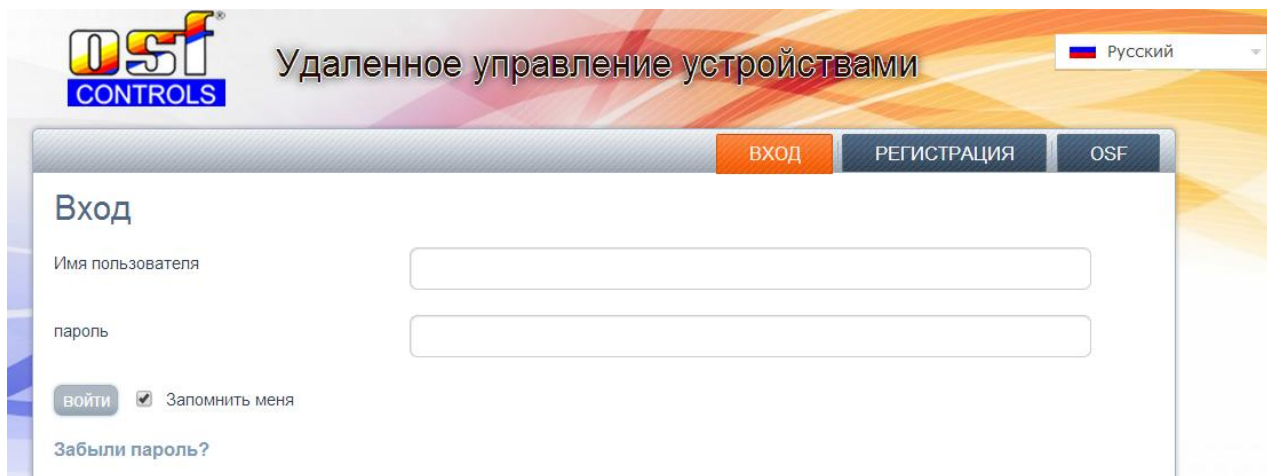 osf®
CONTROLS
Удаленное управление устройствами
Русский
ВХОД РЕГИСТРАЦИЯ OSF
Вход
Имя пользователя
пароль
войти Запомнить меня
Забыли пароль?